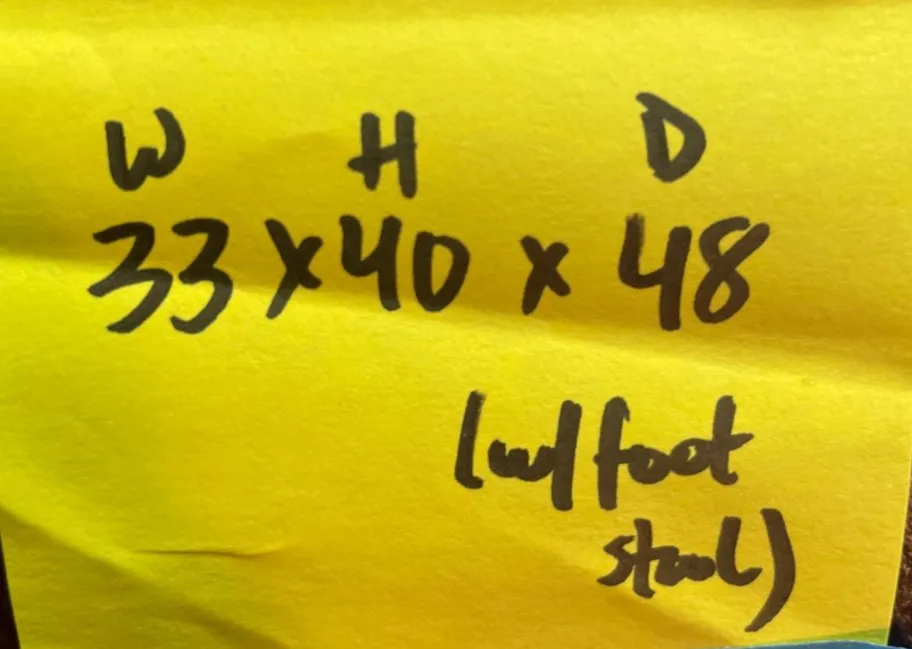 W H D
33 x 40 x 48
(w/ foot
stool)